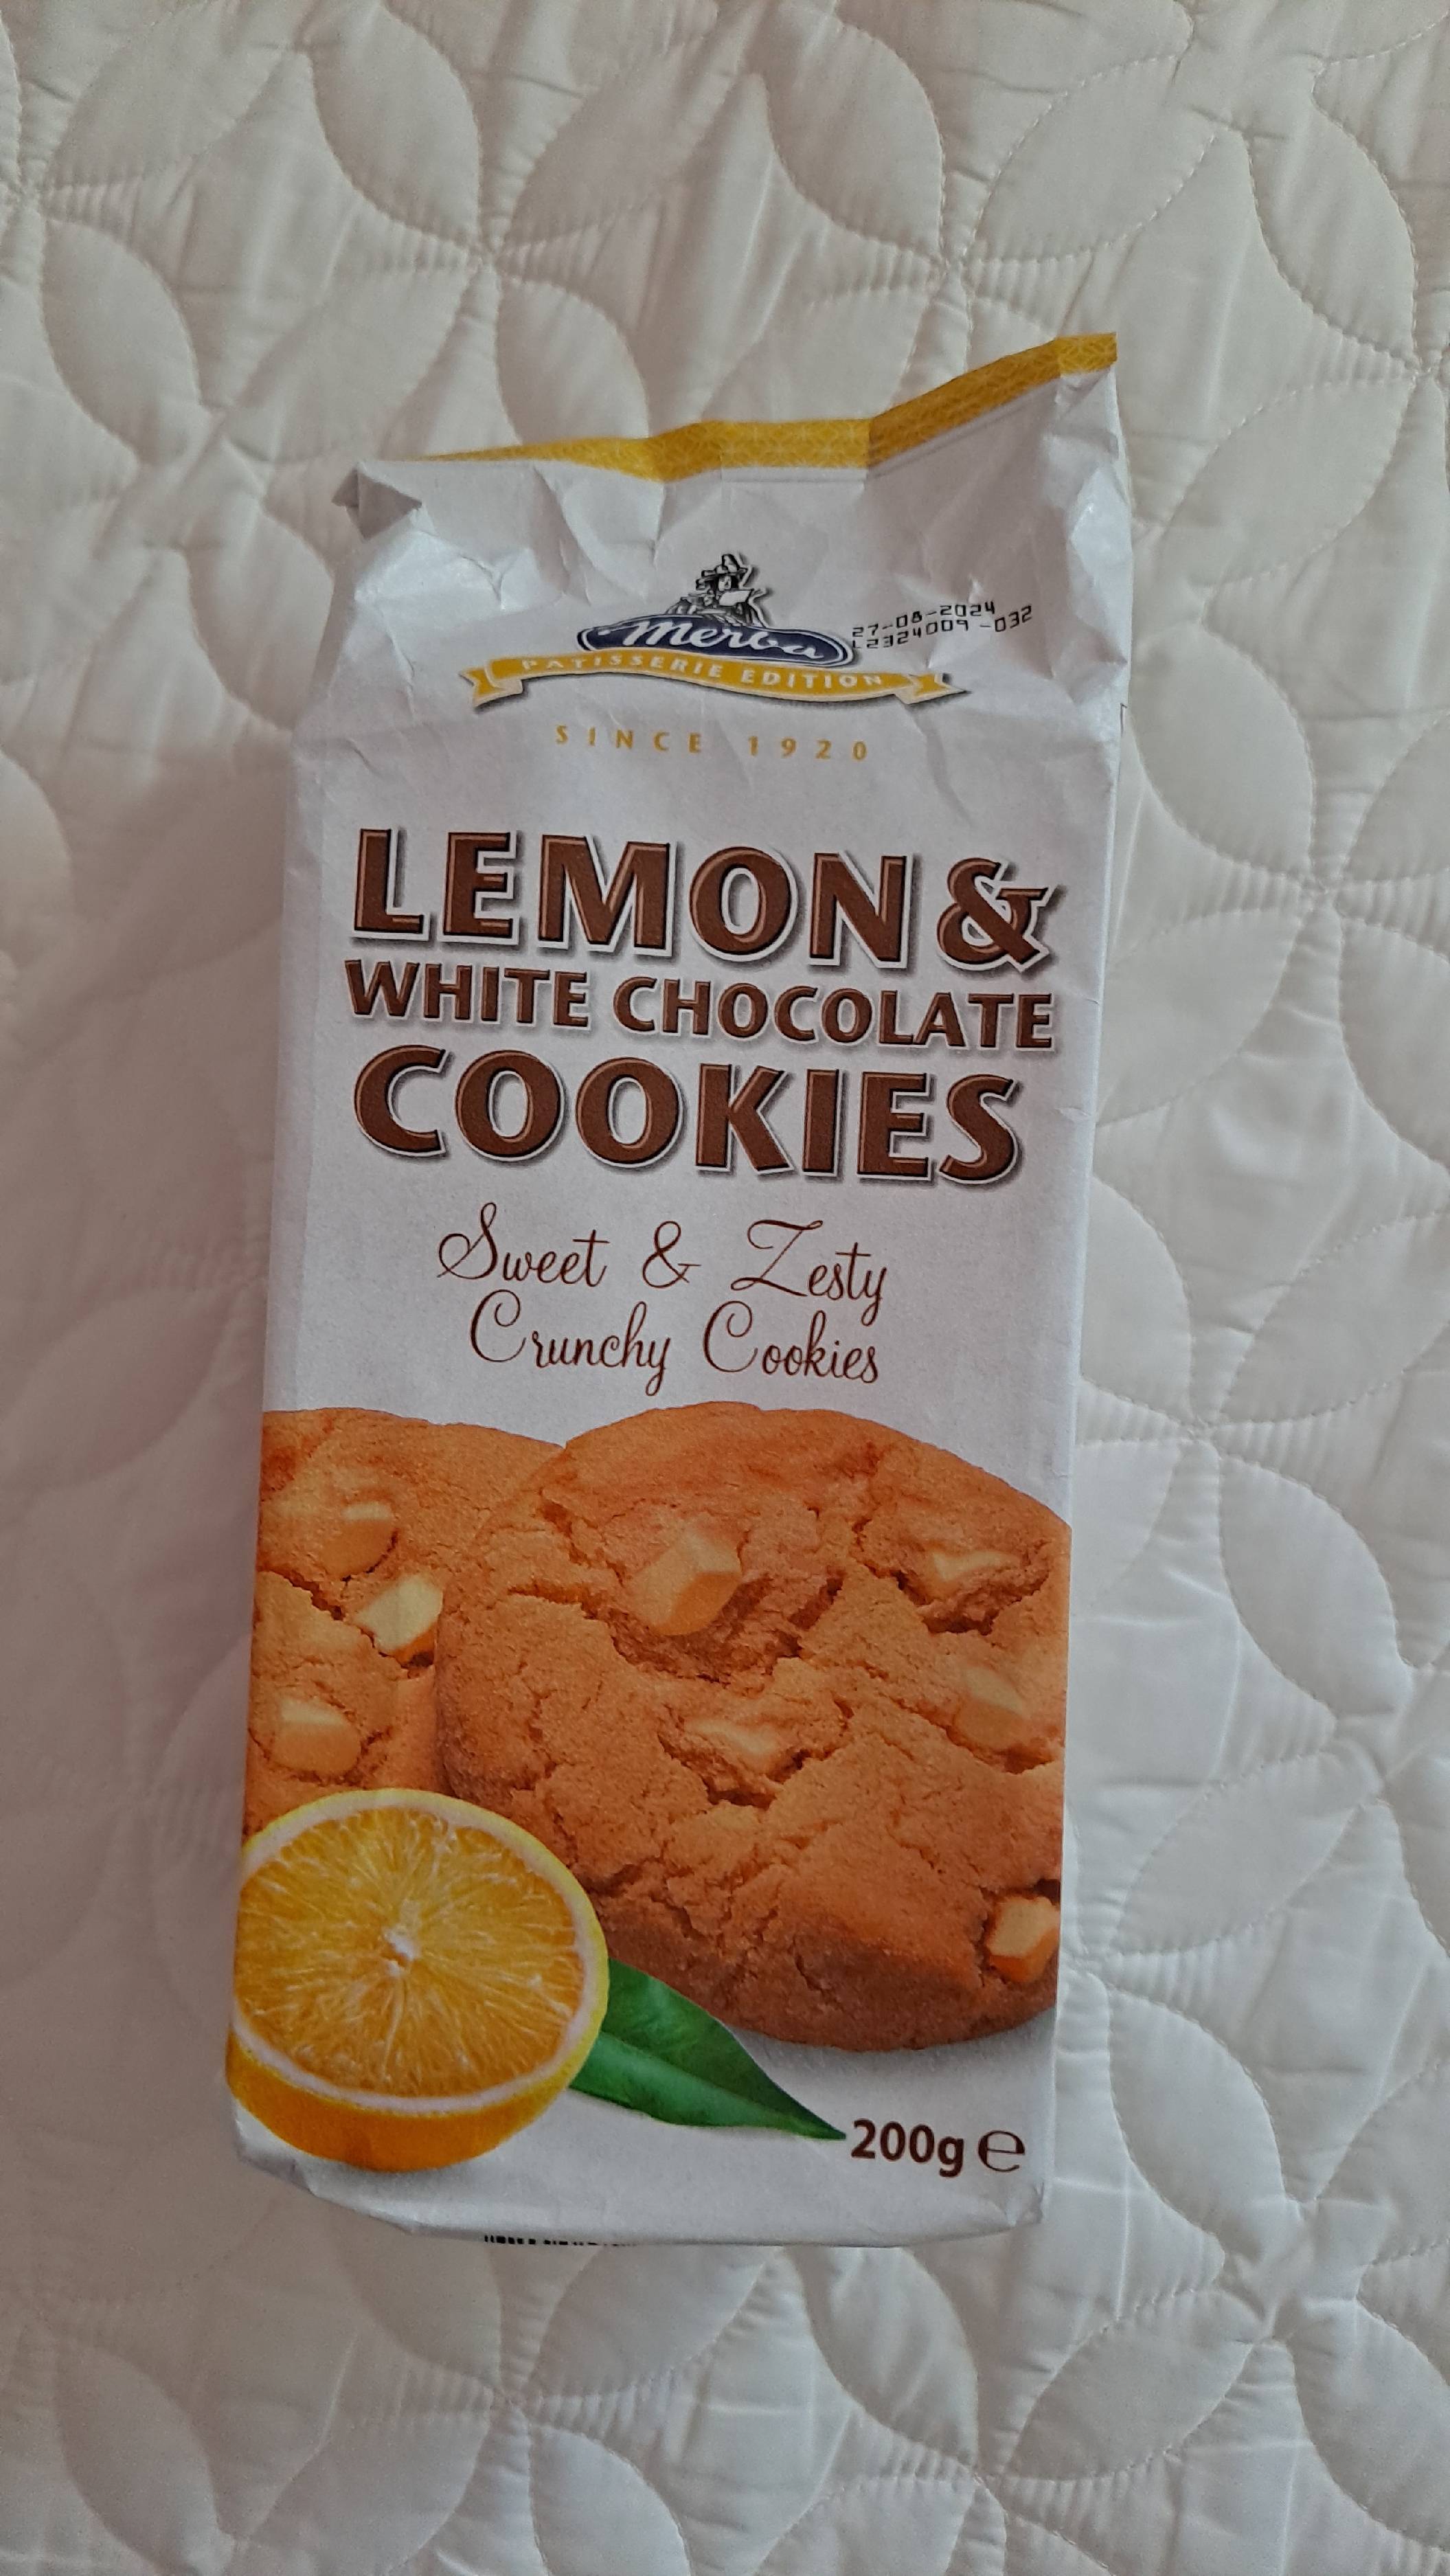 Merba
27-08-2024
L2324009 -032
PATISSERIE EDITION
SINCE 1920
LEMON &
WHITE CHOCOLATE
COOKIES
Sweet & Zesty
Crunchy Cookies
200g ℮